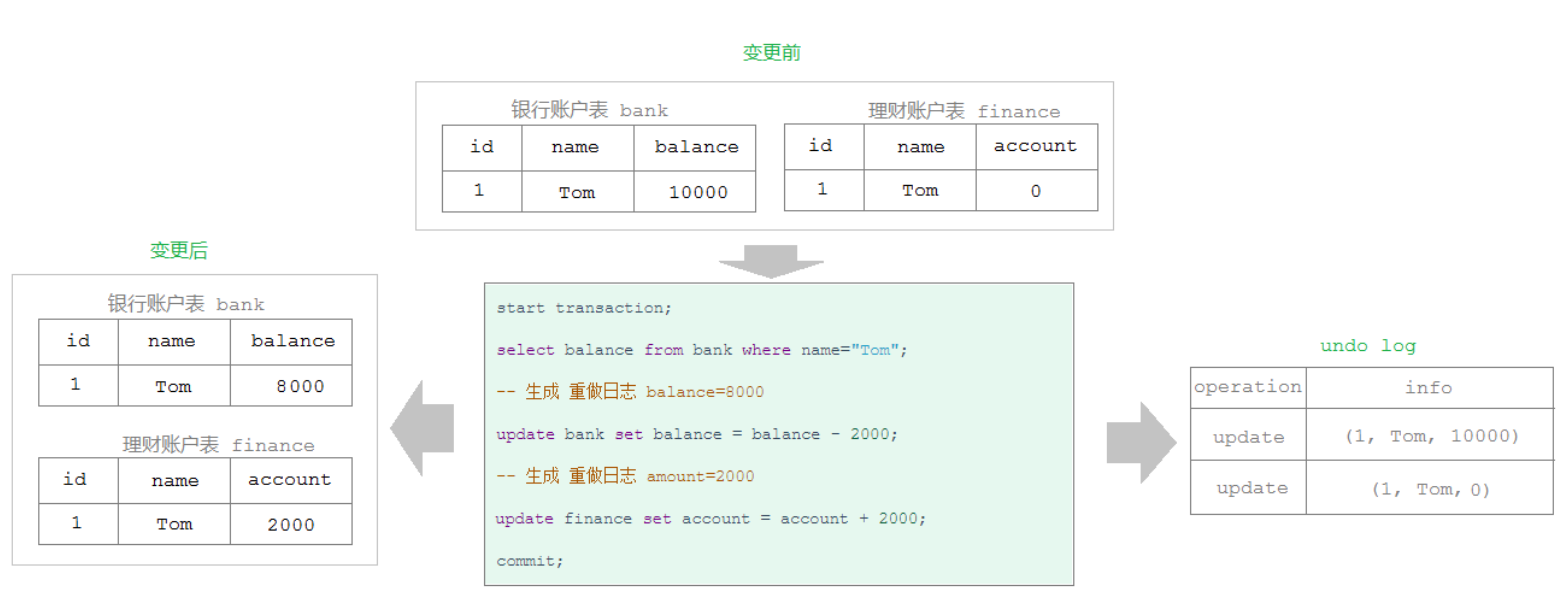 变更前
银行账户表 bank
id name balance
1 Tom 10000
理财账户表 finance
id name account
1 Tom 0
变更后
银行账户表 bank
id name balance
1 Tom 8000
理财账户表 finance
id name account
1 Tom 2000
start transaction;
select balance from bank where name="Tom";
-- 生成 重做日志 balance=8000
update bank set balance = balance - 2000;
-- 生成 重做日志 amount=2000
update finance set account = account + 2000;
commit;
undo log
operation info
update (1, Tom, 10000)
update (1, Tom, 0)